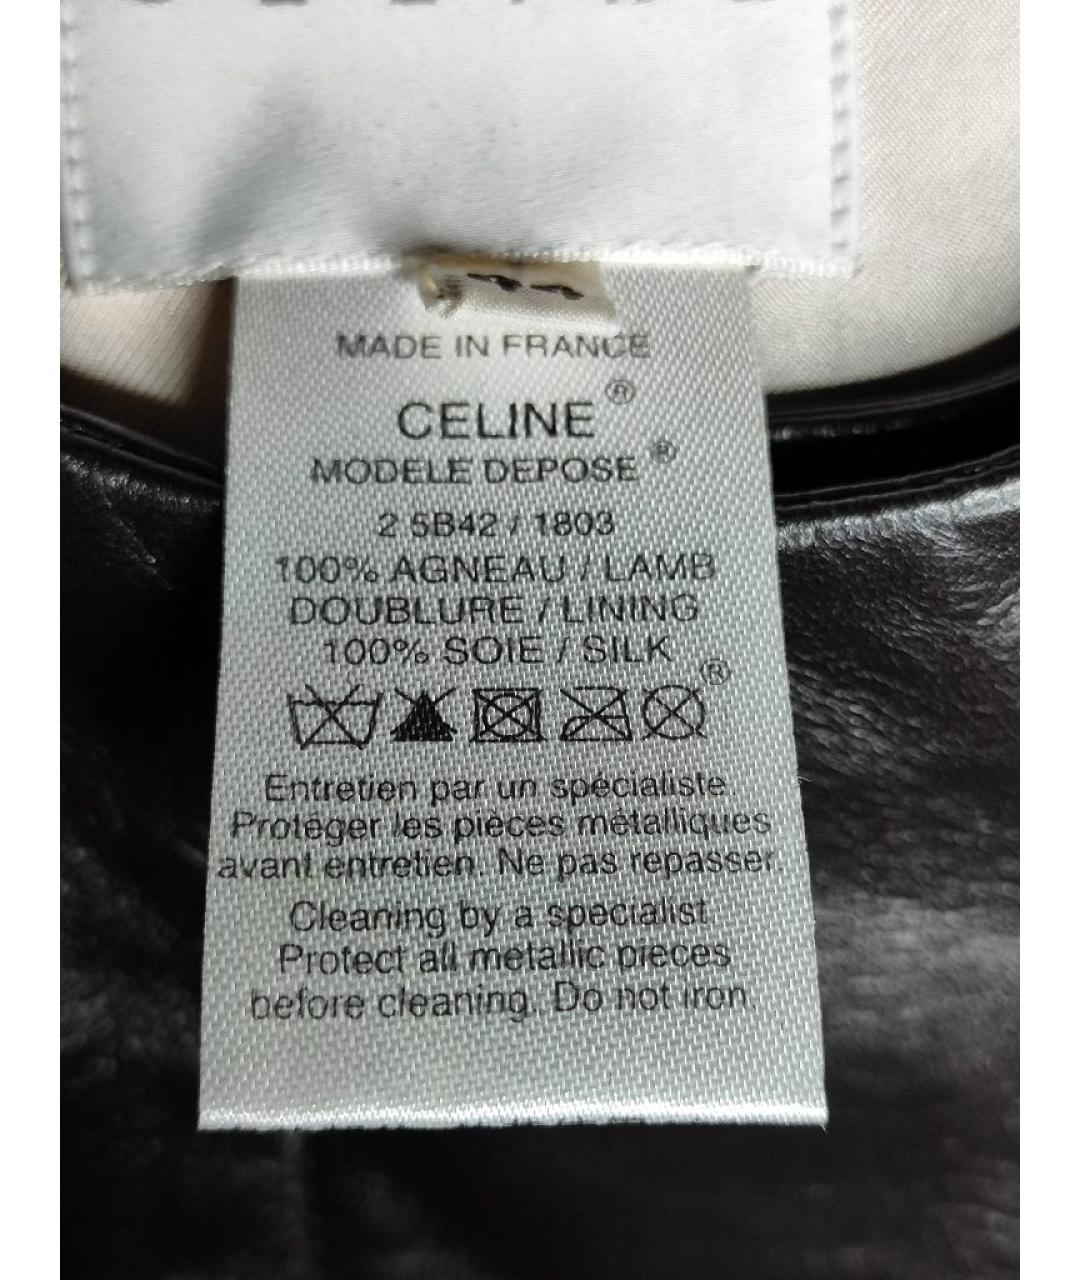 MADE IN FRANCE
CELINE®
MODELE DEPOSE®
2 5B42 / 1803
100% AGNEAU / LAMB
DOUBLURE / LINING
100% SOIE / SILK
®
Entretien par un spécialiste
Protéger les pièces métalliques
avant entretien. Ne pas repasser.
Cleaning by a specialist
Protect all metallic pieces
before cleaning. Do not iron.